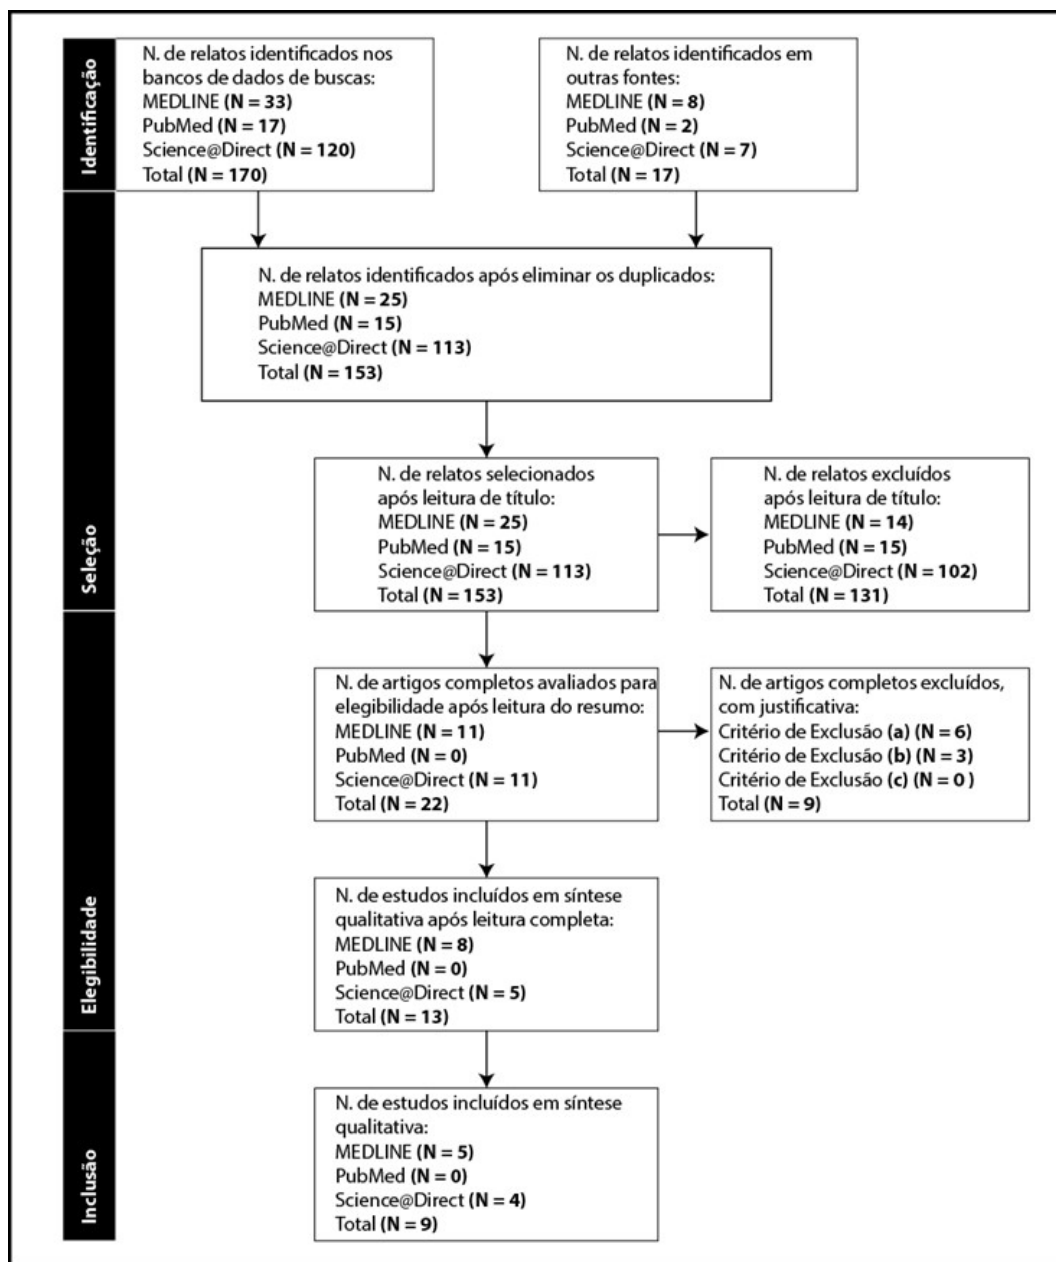 Identificação
N. de relatos identificados nos
bancos de dados de buscas:
MEDLINE (N = 33)
PubMed (N = 17)
Science@Direct (N = 120)
Total (N = 170)
N. de relatos identificados em
outras fontes:
MEDLINE (N = 8)
PubMed (N = 2)
Science@Direct (N = 7)
Total (N = 17)
Seleção
N. de relatos identificados após eliminar os duplicados:
MEDLINE (N = 25)
PubMed (N = 15)
Science@Direct (N = 113)
Total (N = 153)
N. de relatos selecionados
após leitura de título:
MEDLINE (N = 25)
PubMed (N = 15)
Science@Direct (N = 113)
Total (N = 153)
N. de relatos excluídos
após leitura de título:
MEDLINE (N = 14)
PubMed (N = 15)
Science@Direct (N = 102)
Total (N = 131)
Elegibilidade
N. de artigos completos avaliados para
elegibilidade após leitura do resumo:
MEDLINE (N = 11)
PubMed (N = 0)
Science@Direct (N = 11)
Total (N = 22)
N. de artigos completos excluídos,
com justificativa:
Critério de Exclusão (a) (N = 6)
Critério de Exclusão (b) (N = 3)
Critério de Exclusão (c) (N = 0 )
Total (N = 9)
N. de estudos incluídos em síntese
qualitativa após leitura completa:
MEDLINE (N = 8)
PubMed (N = 0)
Science@Direct (N = 5)
Total (N = 13)
Inclusão
N. de estudos incluídos em síntese
qualitativa:
MEDLINE (N = 5)
PubMed (N = 0)
Science@Direct (N = 4)
Total (N = 9)